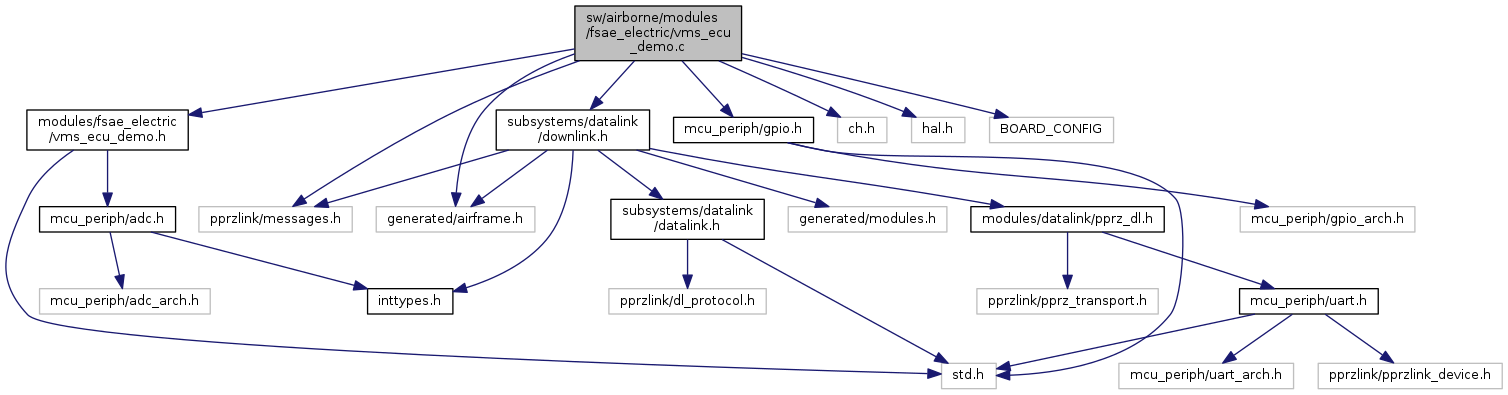 sw/airborne/modules
/fsae_electric/vms_ecu
_demo.c
modules/fsae_electric
/vms_ecu_demo.h
subsystems/datalink
/downlink.h
mcu_periph/gpio.h
ch.h
hal.h
BOARD_CONFIG
mcu_periph/adc.h
pprzlink/messages.h
generated/airframe.h
subsystems/datalink
/datalink.h
generated/modules.h
modules/datalink/pprz_dl.h
mcu_periph/gpio_arch.h
mcu_periph/adc_arch.h
inttypes.h
pprzlink/dl_protocol.h
pprzlink/pprz_transport.h
mcu_periph/uart.h
std.h
mcu_periph/uart_arch.h
pprzlink/pprzlink_device.h